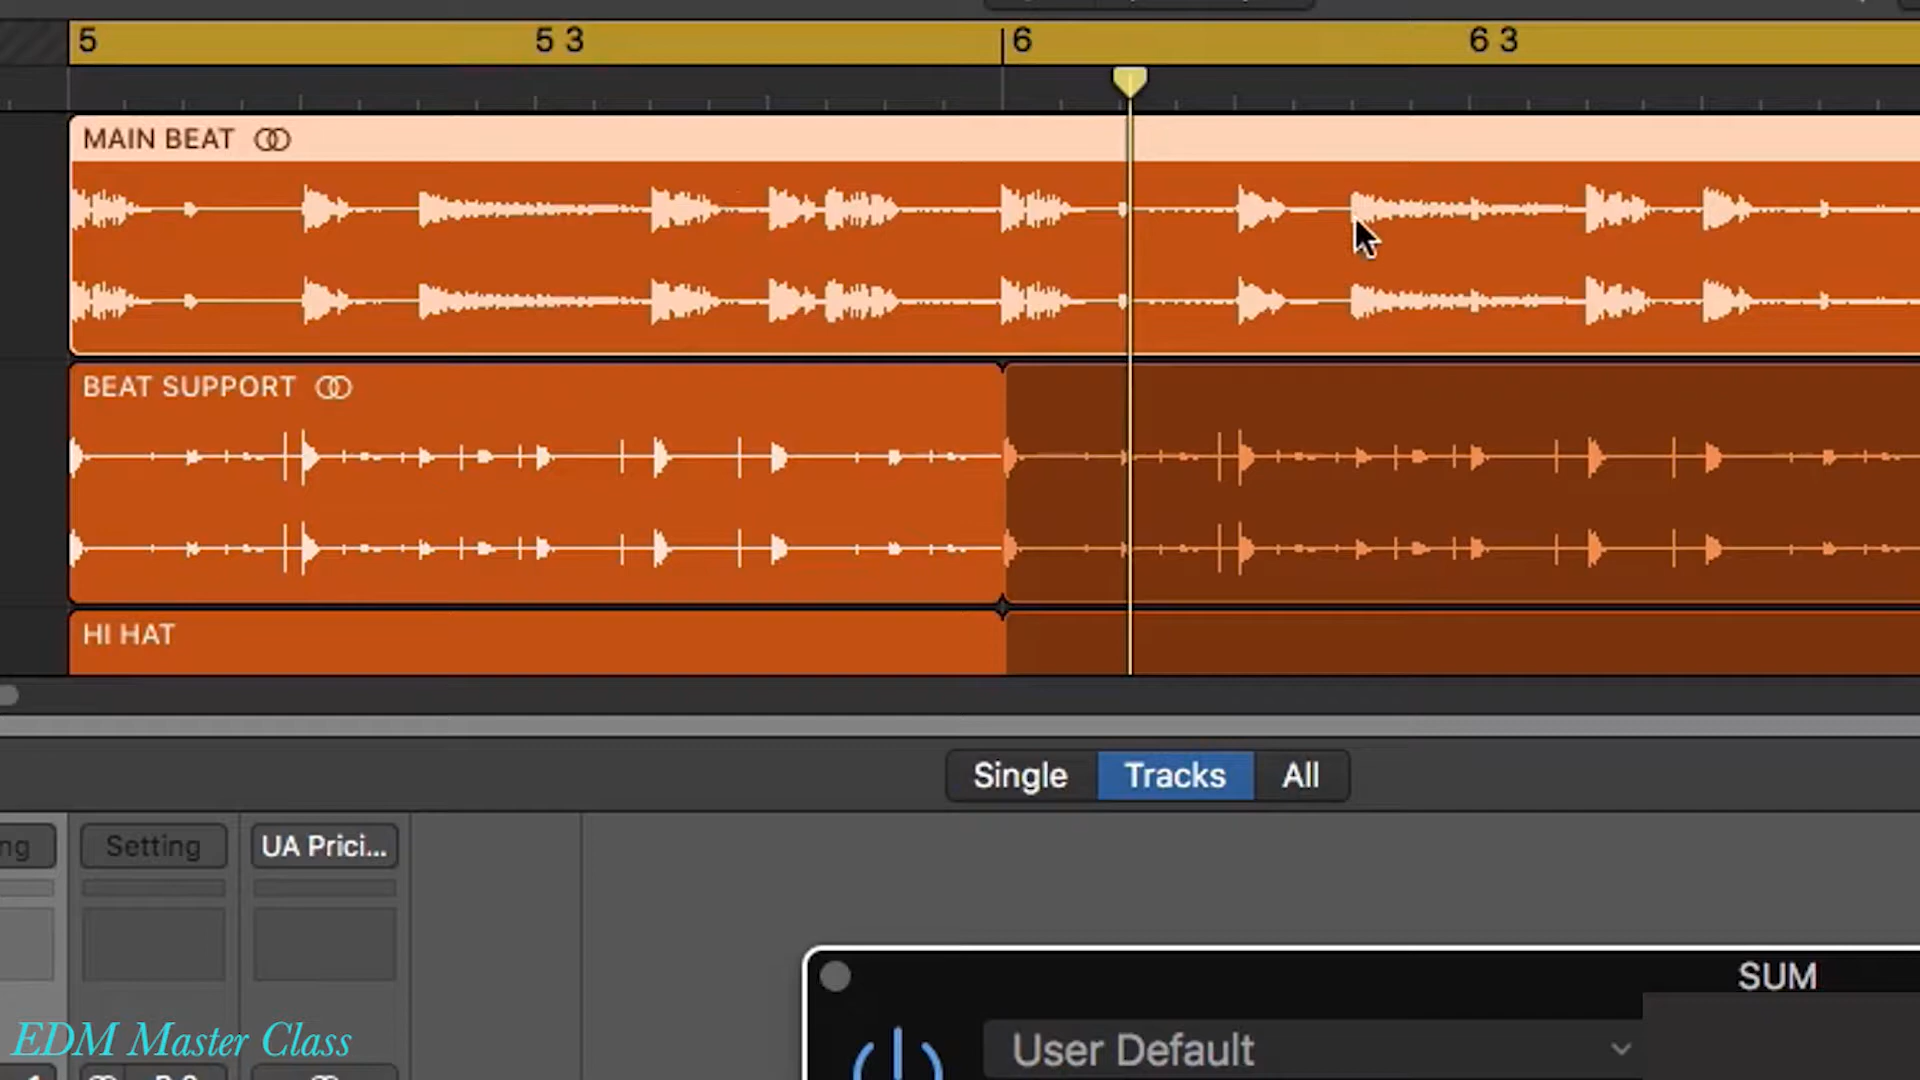 5 5 3 6 6 3
MAIN BEAT
BEAT SUPPORT
HI HAT
Single Tracks All
ng Setting UA Prici...
SUM
User Default
EDM Master Class